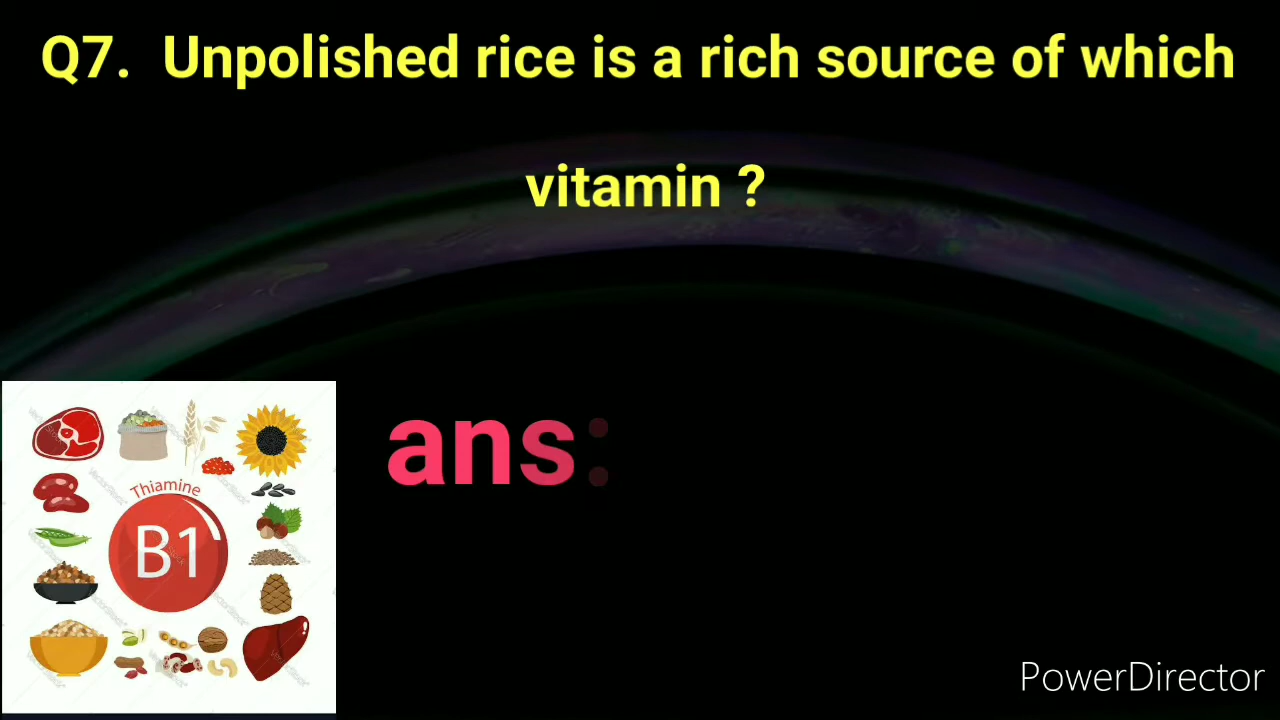 Q7. Unpolished rice is a rich source of which
vitamin ?
ans:
Thiamine
B1
PowerDirector